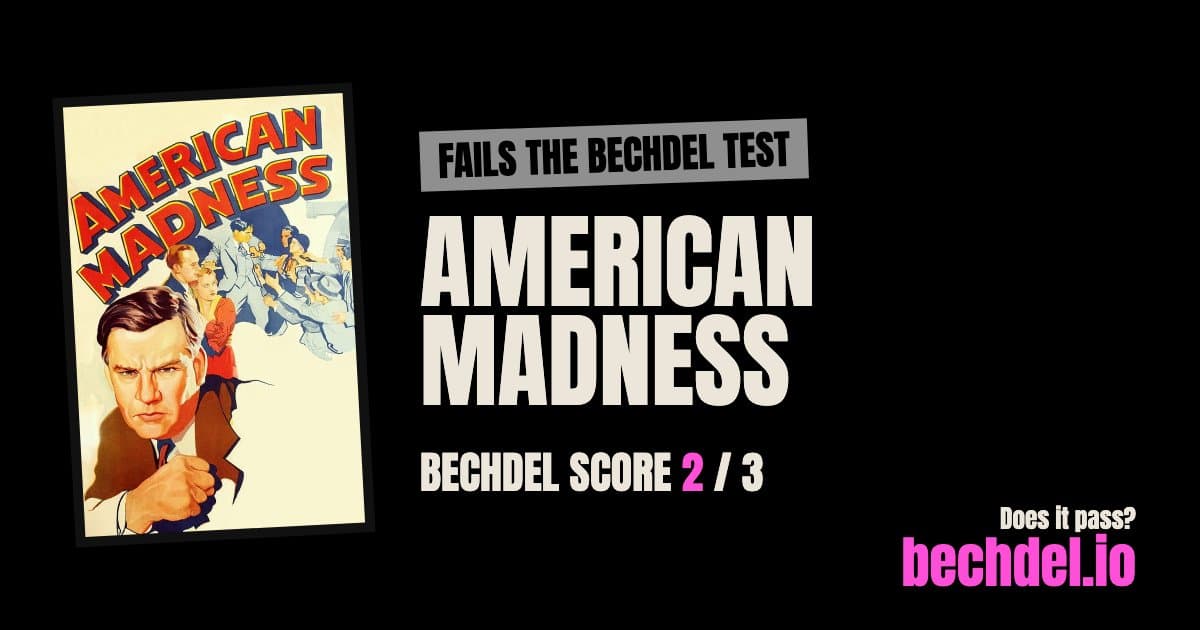 AMERICAN
MADNESS
FAILS THE BECHDEL TEST
AMERICAN
MADNESS
BECHDEL SCORE 2 / 3
Does it pass?
bechdel.io